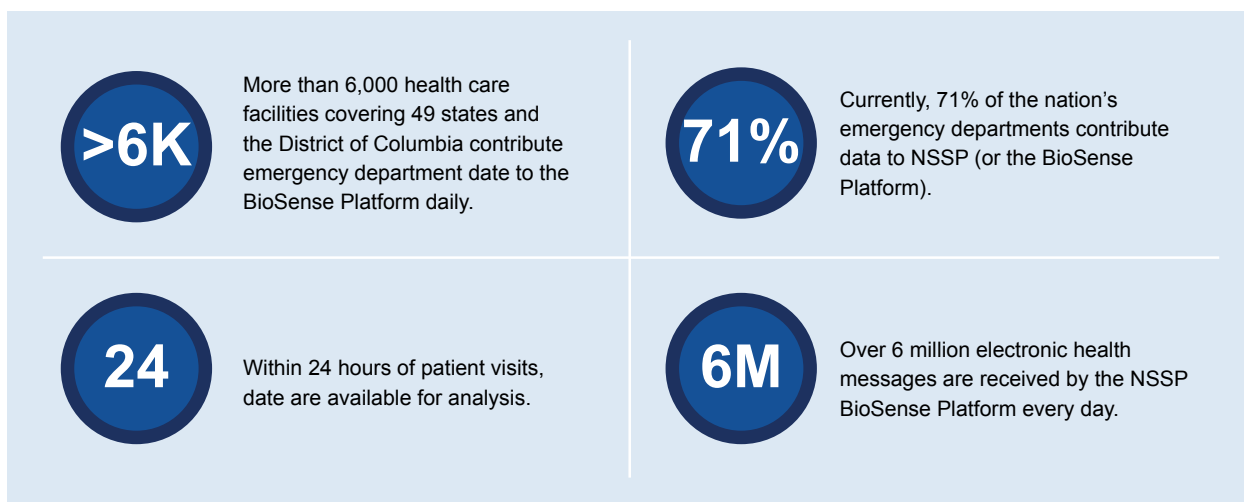 >6K
More than 6,000 health care
facilities covering 49 states and
the District of Columbia contribute
emergency department date to the
BioSense Platform daily.
71%
Currently, 71% of the nation’s
emergency departments contribute
data to NSSP (or the BioSense
Platform).
24
Within 24 hours of patient visits,
date are available for analysis.
6M
Over 6 million electronic health
messages are received by the NSSP
BioSense Platform every day.